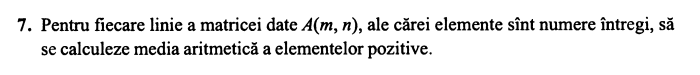 7. Pentru fiecare linie a matricei date A(m, n), ale cărei elemente sînt numere întregi, să
se calculeze media aritmetică a elementelor pozitive.